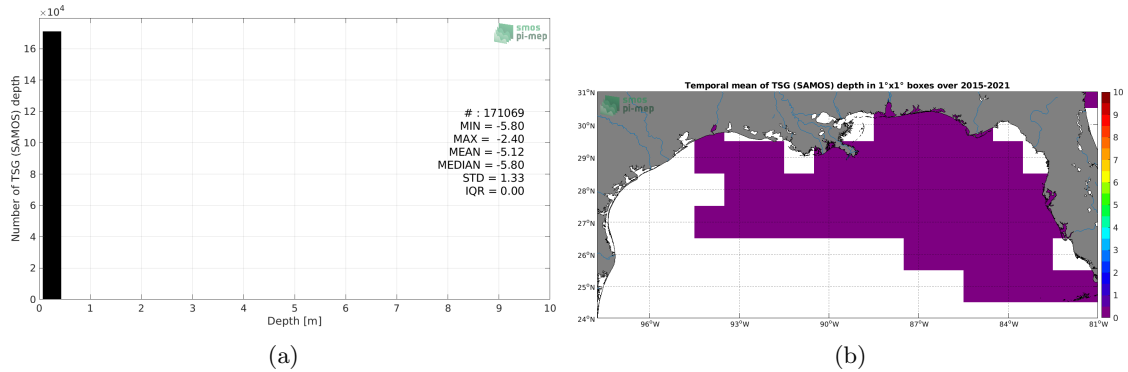 ×10⁴
smos
pi-mep
16
14
12
10
8
6
4
2
0
Number of TSG (SAMOS) depth
# : 171069
MIN = -5.80
MAX = -2.40
MEAN = -5.12
MEDIAN = -5.80
STD = 1.33
IQR = 0.00
0 1 2 3 4 5 6 7 8 9 10
Depth [m]
(a)
Temporal mean of TSG (SAMOS) depth in 1°x1° boxes over 2015-2021
smos
pi-mep
31°N
30°N
29°N
28°N
27°N
26°N
25°N
24°N
96°W 93°W 90°W 87°W 84°W 81°W
10
9
8
7
6
5
4
3
2
1
0
(b)